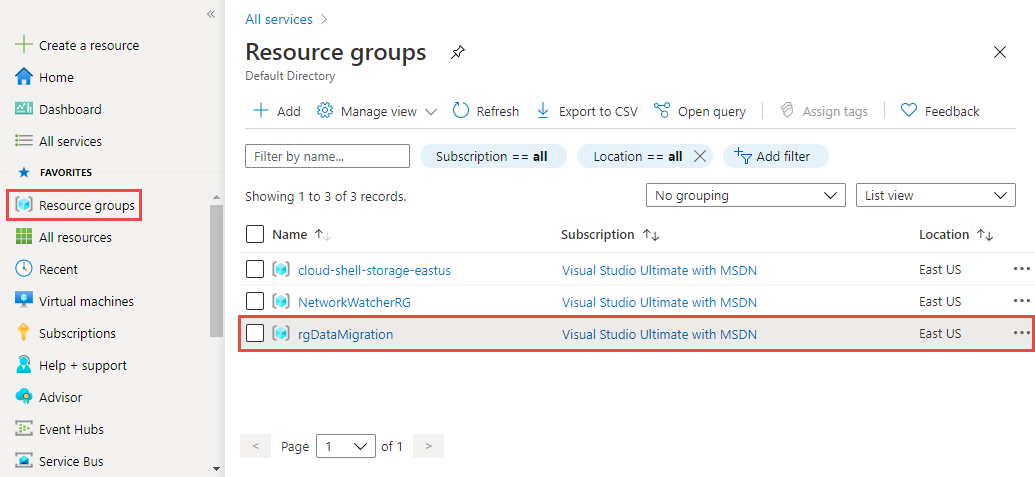 «
Create a resource
Home
Dashboard
All services
★ FAVORITES
Resource groups
All resources
Recent
Virtual machines
Subscriptions
Help + support
Advisor
Event Hubs
Service Bus
All services >
Resource groups
Default Directory
Add Manage view Refresh Export to CSV Open query Assign tags Feedback
Filter by name... Subscription == all Location == all Add filter
Showing 1 to 3 of 3 records. No grouping List view
Name ↑↓ Subscription ↑↓ Location ↑↓
cloud-shell-storage-eastus Visual Studio Ultimate with MSDN East US ...
NetworkWatcherRG Visual Studio Ultimate with MSDN East US ...
rgDataMigration Visual Studio Ultimate with MSDN East US ...
< Page 1 of 1 >